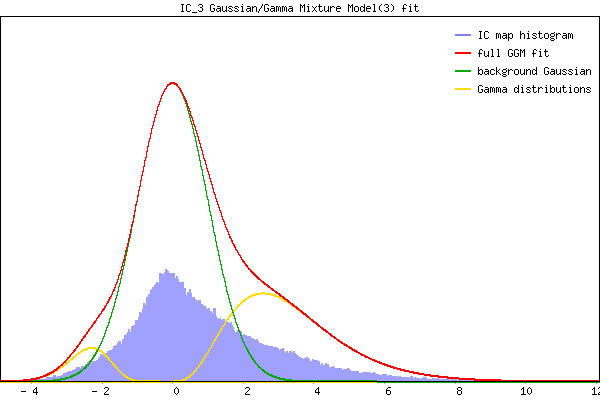 IC_3 Gaussian/Gamma Mixture Model(3) fit
IC map histogram
full GGM fit
background Gaussian
Gamma distributions
-4 -2 0 2 4 6 8 10 12